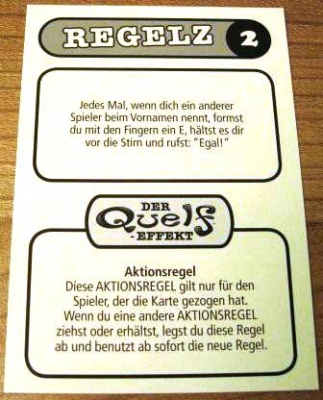 REGELZ 2
Jedes Mal, wenn dich ein anderer
Spieler beim Vornamen nennt, formst
du mit den Fingern ein E, hältst es dir
vor die Stirn und rufst: "Egal!"
DER
Quelf
-EFFEKT
Aktionsregel
Diese AKTIONSREGEL gilt nur für den
Spieler, der die Karte gezogen hat.
Wenn du eine andere AKTIONSREGEL
ziehst oder erhältst, legst du diese Regel
ab und benutzt ab sofort die neue Regel.